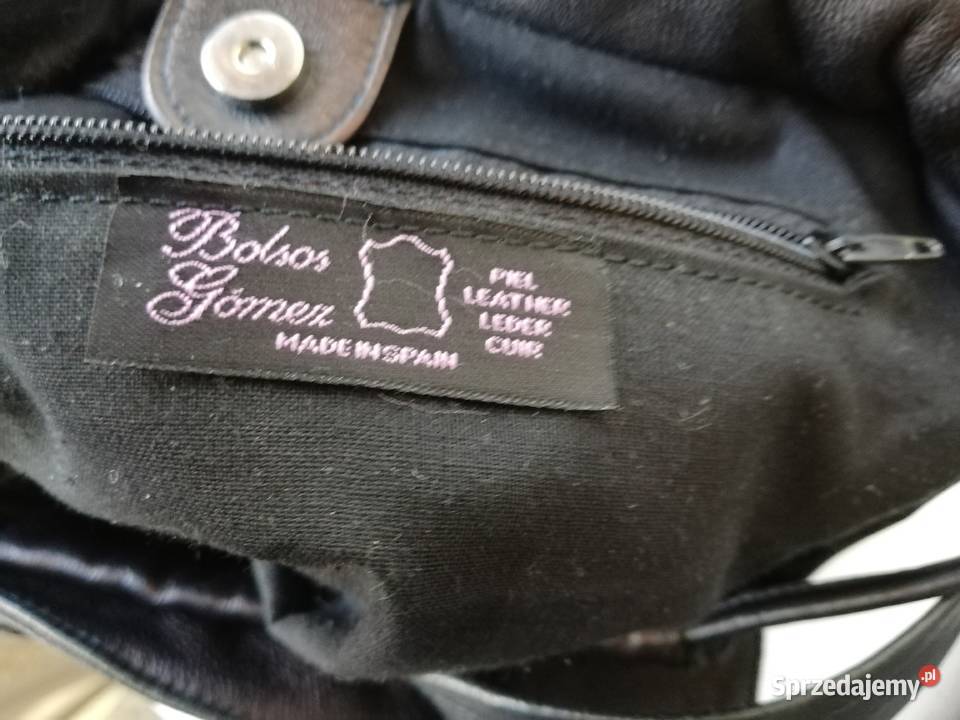 Bolsos
Gómez
MADE IN SPAIN
PIEL
LEATHER
LEDER
CUIR
Sprzedajemy.pl